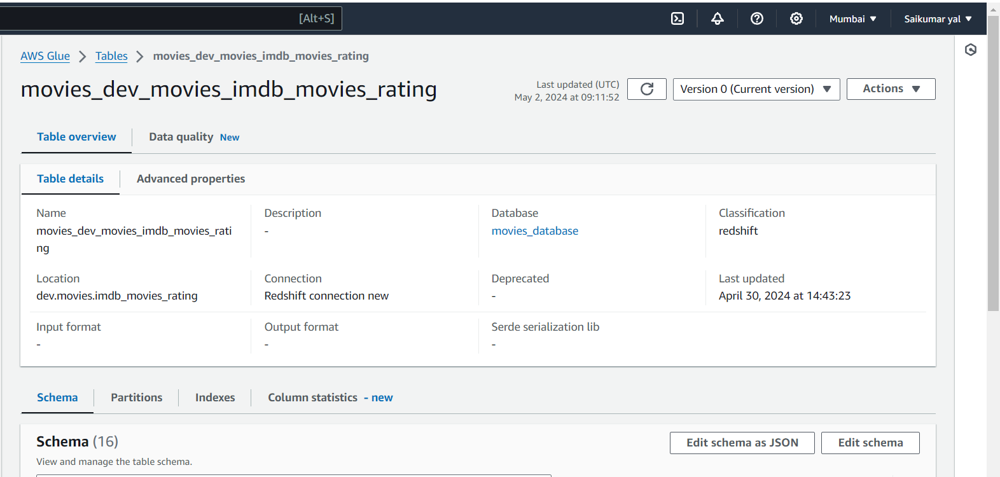 [Alt+S]
Mumbai
Saikumar yal
AWS Glue
Tables
movies_dev_movies_imdb_movies_rating
movies_dev_movies_imdb_movies_rating
Last updated (UTC)
May 2, 2024 at 09:11:52
Version 0 (Current version)
Actions
Table overview
Data quality New
Table details
Advanced properties
Name
movies_dev_movies_imdb_movies_rati
ng
Description
-
Database
movies_database
Classification
redshift
Location
dev.movies.imdb_movies_rating
Connection
Redshift connection new
Deprecated
-
Last updated
April 30, 2024 at 14:43:23
Input format
-
Output format
-
Serde serialization lib
-
Schema
Partitions
Indexes
Column statistics - new
Schema (16)
View and manage the table schema.
Edit schema as JSON
Edit schema